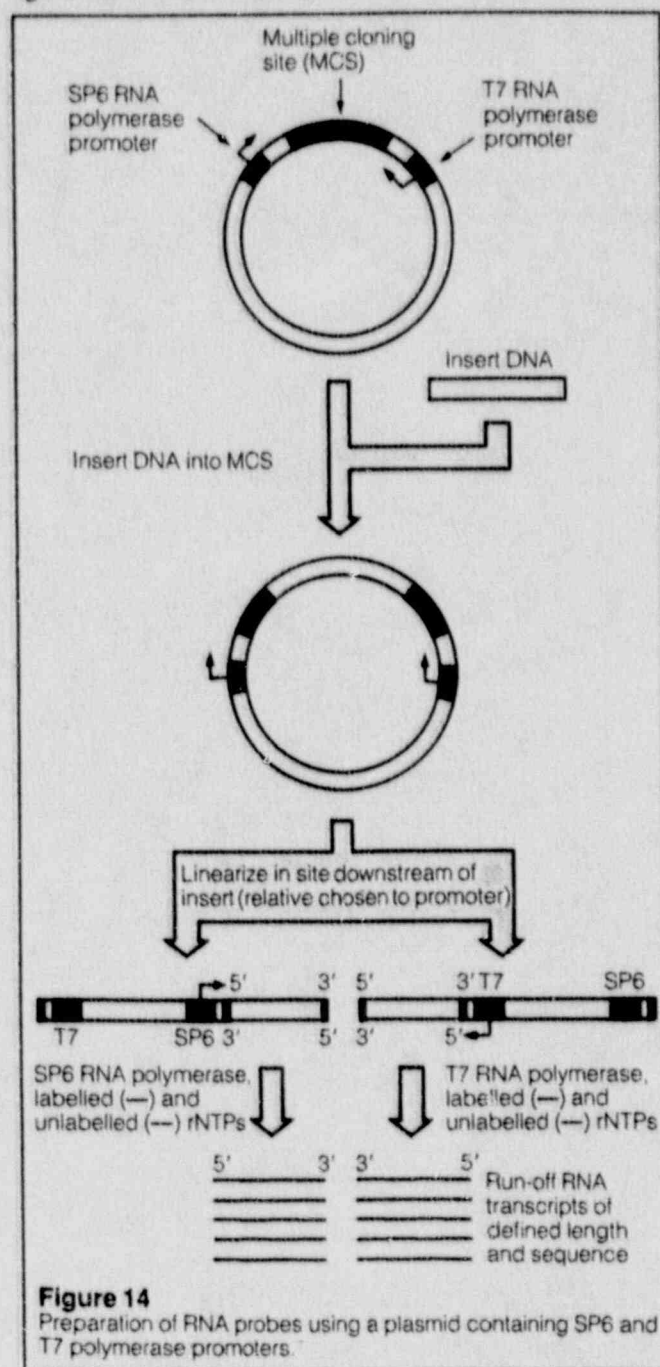 Multiple cloning
site (MCS)
SP6 RNA
polymerase
promoter
T7 RNA
polymerase
promoter
Insert DNA
Insert DNA into MCS
Linearize in site downstream of
insert (relative chosen to promoter)
5' 3' 5' 3' T7 SP6
T7 SP6 3' 5' 3' 5'
SP6 RNA polymerase,
labelled (—) and
unlabelled (—) rNTPs
T7 RNA polymerase,
labelled (—) and
unlabelled (—) rNTPs
5' 3' 3' 5'
Run-off RNA
transcripts of
defined length
and sequence
Figure 14
Preparation of RNA probes using a plasmid containing SP6 and
T7 polymerase promoters.